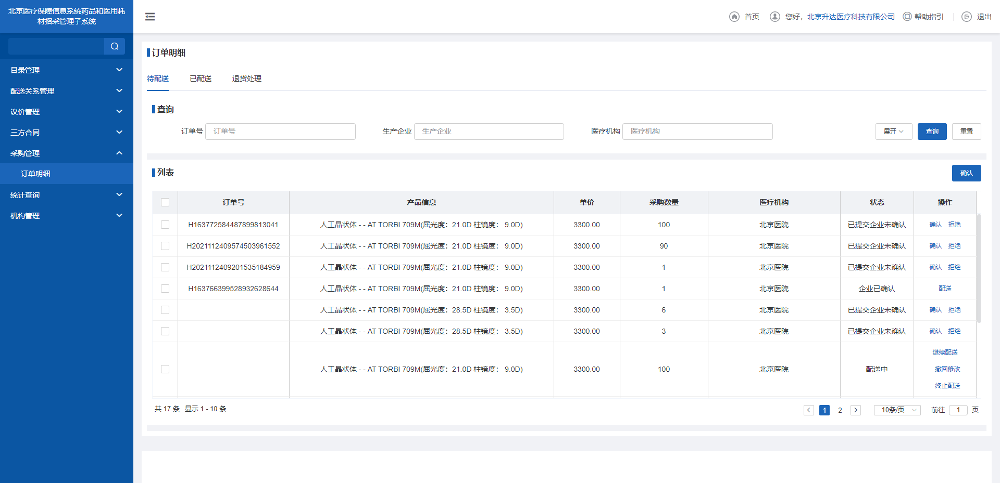 北京医疗保障信息系统药品和医用耗
材招采管理子系统
首页 您好，北京升达医疗科技有限公司 帮助指引 退出
目录管理
配送关系管理
议价管理
三方合同
采购管理
订单明细
统计查询
机构管理
订单明细
待配送 已配送 退货处理
查询
订单号 订单号 生产企业 生产企业 医疗机构 医疗机构 展开 查询 重置
列表 确认
订单号 产品信息 单价 采购数量 医疗机构 状态 操作
H163772584487899813041 人工晶状体 - - AT TORBI 709M(屈光度：21.0D 柱镜度： 9.0D) 3300.00 100 北京医院 已提交企业未确认 确认 拒绝
H2021112409574503961552 人工晶状体 - - AT TORBI 709M(屈光度：21.0D 柱镜度： 9.0D) 3300.00 90 北京医院 已提交企业未确认 确认 拒绝
H2021112409201535184959 人工晶状体 - - AT TORBI 709M(屈光度：21.0D 柱镜度： 9.0D) 3300.00 1 北京医院 已提交企业未确认 确认 拒绝
H163766399528932628644 人工晶状体 - - AT TORBI 709M(屈光度：21.0D 柱镜度： 9.0D) 3300.00 1 北京医院 企业已确认 配送
人工晶状体 - - AT TORBI 709M(屈光度：28.5D 柱镜度： 3.5D) 3300.00 6 北京医院 已提交企业未确认 确认 拒绝
人工晶状体 - - AT TORBI 709M(屈光度：28.5D 柱镜度： 3.5D) 3300.00 3 北京医院 已提交企业未确认 确认 拒绝
人工晶状体 - - AT TORBI 709M(屈光度：21.0D 柱镜度： 9.0D) 3300.00 100 北京医院 配送中 继续配送
撤回修改
终止配送
共 17 条 显示 1 - 10 条 1 2 10条/页 前往 1 页